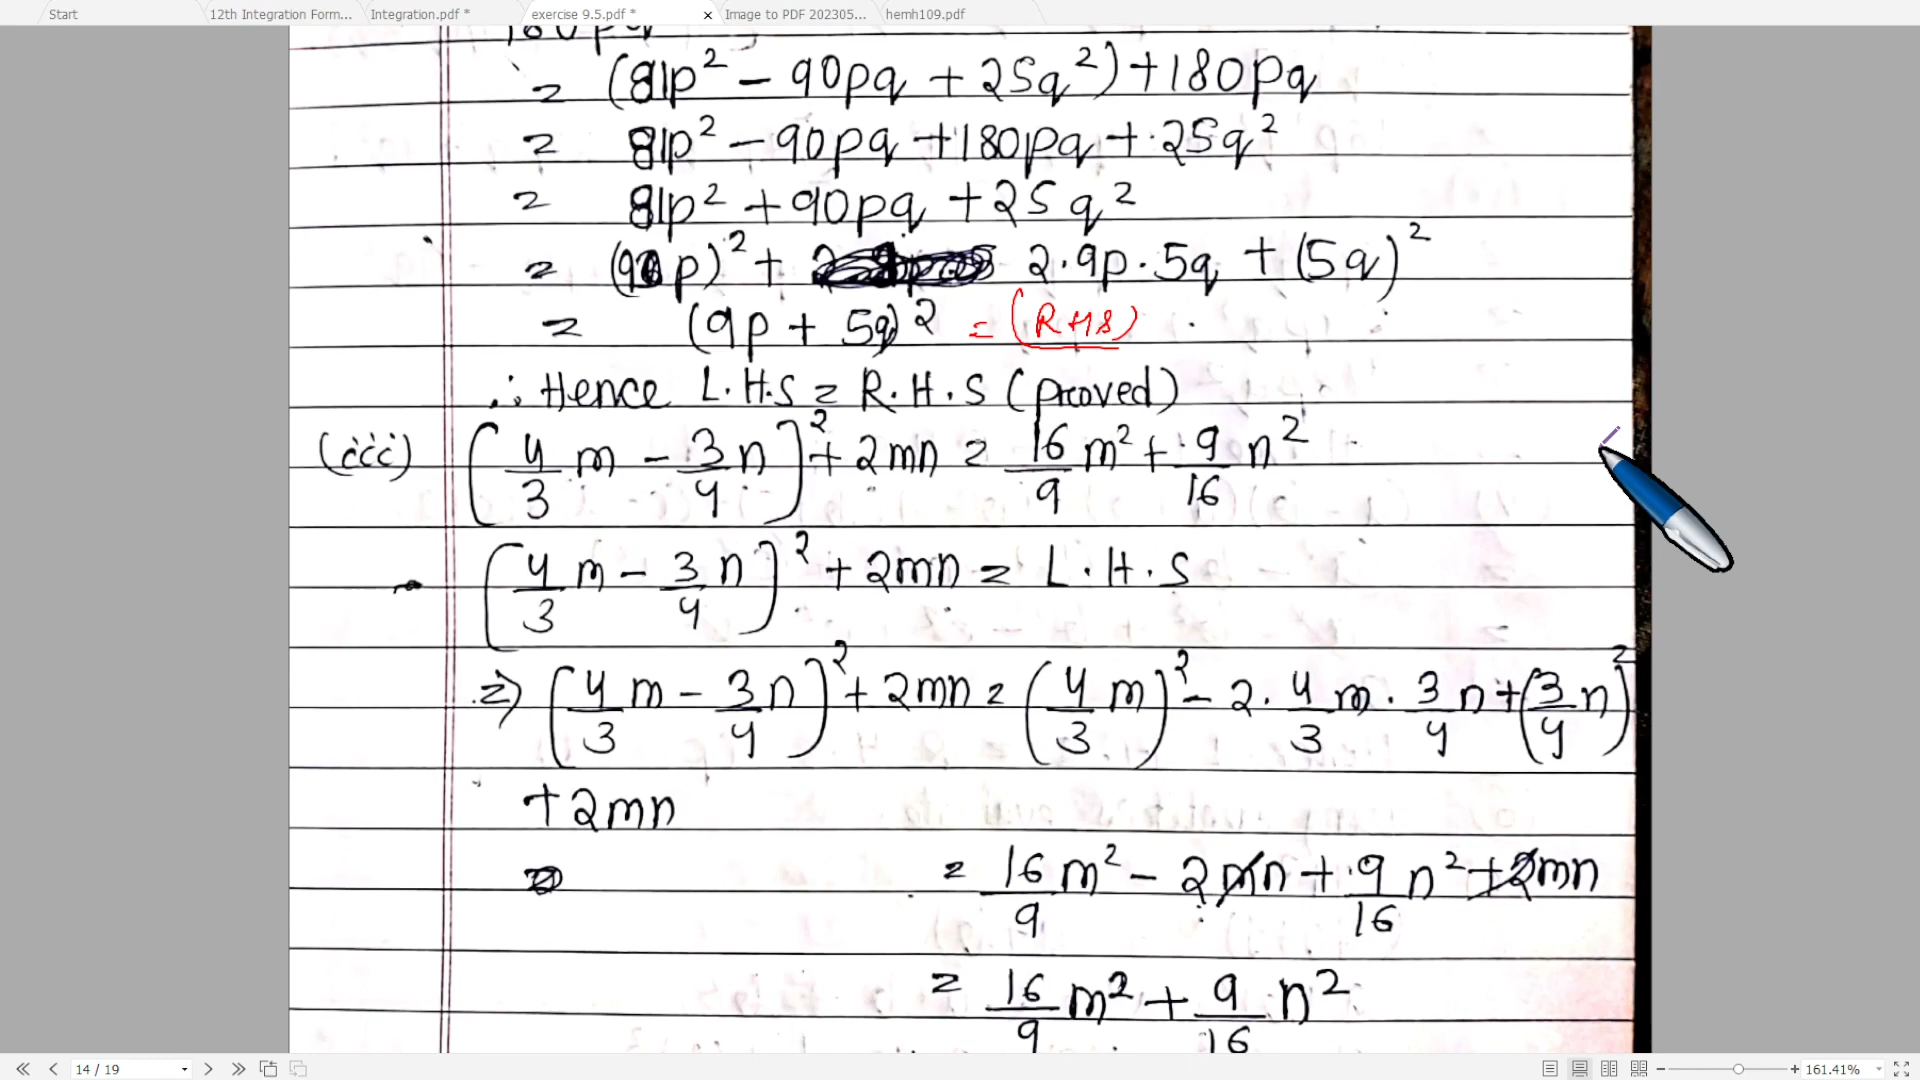 Start 12th Integration Form... Integration.pdf * exercise 9.5.pdf * × Image to PDF 202305... hemh109.pdf
180pq
= (81p² - 90pq + 25q²) + 180pq
= 81p² - 90pq + 180pq + 25q²
= 81p² + 90pq + 25q²
= (9p)² + 2·9p·5q + (5q)²
= (9p + 5q)² = (RHS)
∴ Hence L.H.S = R.H.S (proved)
(iii) (4/3 m - 3/4 n)² + 2mn = 16/9 m² + 9/16 n²
→ (4/3 m - 3/4 n)² + 2mn = L.H.S
=) (4/3 m - 3/4 n)² + 2mn = (4/3 m)² - 2· 4/3 m · 3/4 n + (3/4 n)²
+ 2mn
= 16/9 m² - 2mn + 9/16 n² + 2mn
= 16/9 m² + 9/16 n²
14 / 19 161.41%